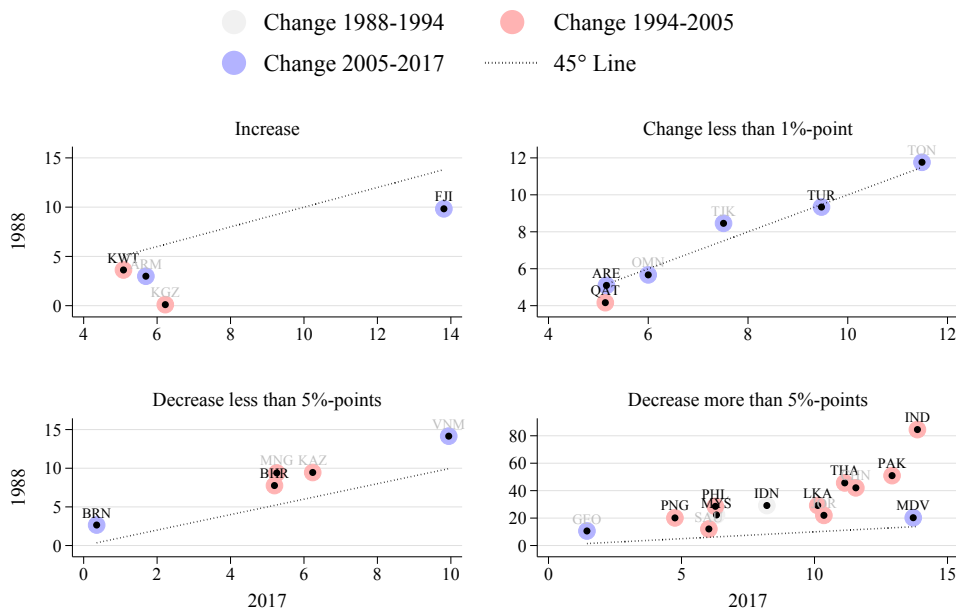 Change 1988-1994
Change 1994-2005
Change 2005-2017
45° Line
Increase
1988
15
10
5
0
KWT
ARM
KGZ
FJI
4 6 8 10 12 14
Change less than 1%-point
12
10
8
6
4
TON
TUR
TJK
OMN
ARE
QAT
4 6 8 10 12
Decrease less than 5%-points
1988
15
10
5
0
VNM
MNG KAZ
BHR
BRN
0 2 4 6 8 10
2017
Decrease more than 5%-points
80
60
40
20
0
IND
PAK
THA
PHL
MYS
IDN
LKA
PNG
MDV
GEO
0 5 10 15
2017